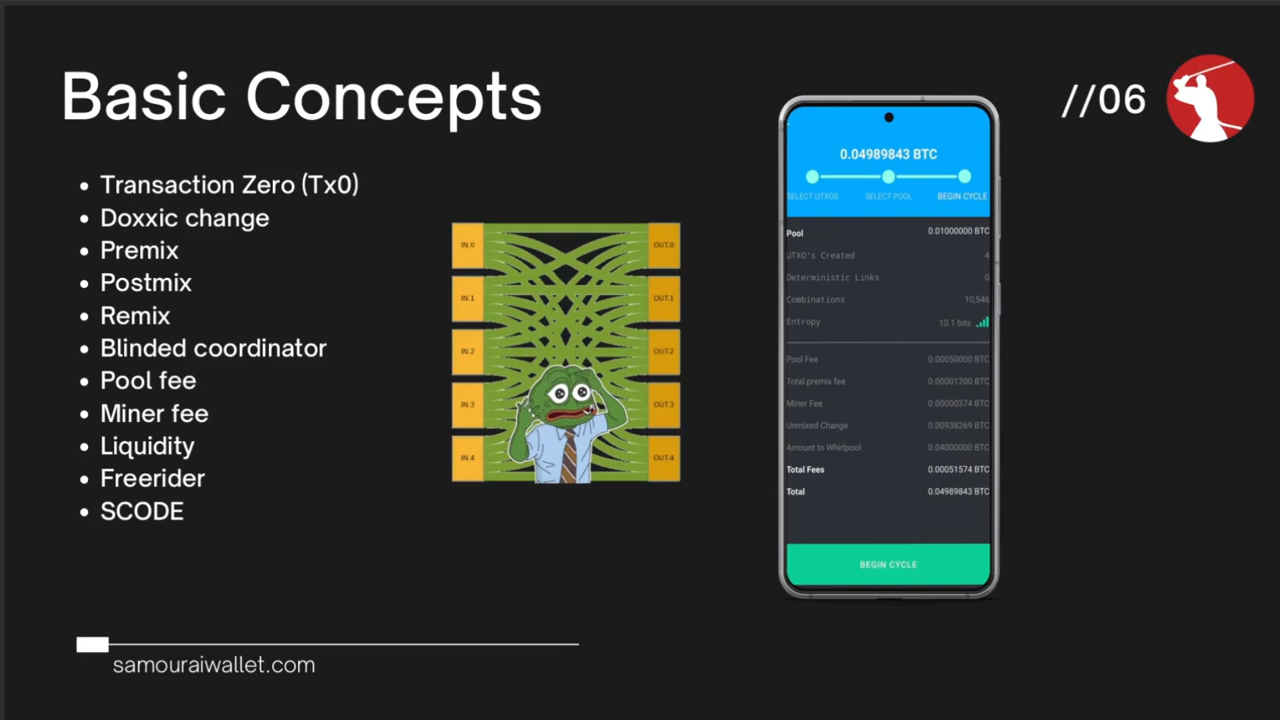 Basic Concepts
//06
Transaction Zero (Tx0)
Doxxic change
Premix
Postmix
Remix
Blinded coordinator
Pool fee
Miner fee
Liquidity
Freerider
SCODE
IN.0
OUT.0
IN.1
OUT.1
IN.2
OUT.2
IN.3
OUT.3
IN.4
OUT.4
0.04989843 BTC
SELECT UTXOS SELECT POOL BEGIN CYCLE
Pool 0.01000000 BTC
UTXO's Created 4
Deterministic Links 0
Combinations 10,546
Entropy 10.1 bits
Pool Fee 0.00050000 BTC
Total premix fee 0.00001200 BTC
Miner Fee 0.00000374 BTC
Unmixed Change 0.00938269 BTC
Amount to Whirlpool 0.04000000 BTC
Total Fees 0.00051574 BTC
Total 0.04989843 BTC
BEGIN CYCLE
samouraiwallet.com